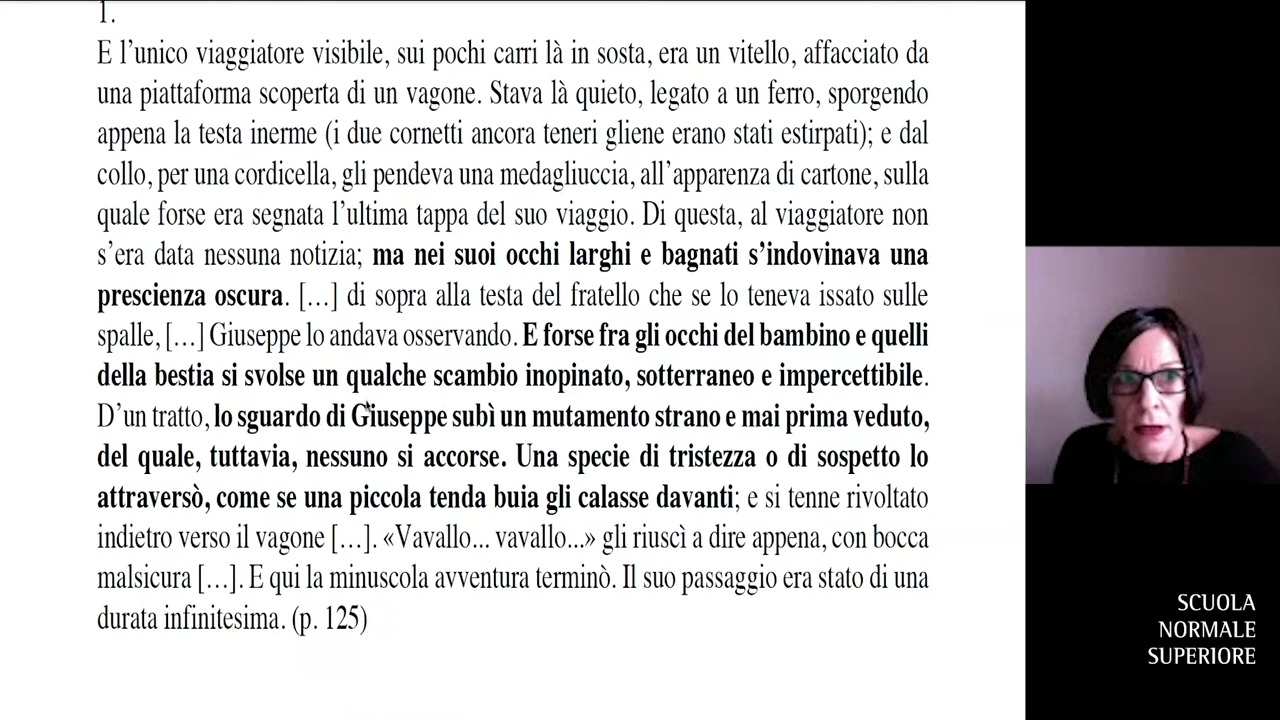 1.
E l’unico viaggiatore visibile, sui pochi carri là in sosta, era un vitello, affacciato da
una piattaforma scoperta di un vagone. Stava là quieto, legato a un ferro, sporgendo
appena la testa inerme (i due cornetti ancora teneri gliene erano stati estirpati); e dal
collo, per una cordicella, gli pendeva una medagliuccia, all’apparenza di cartone, sulla
quale forse era segnata l’ultima tappa del suo viaggio. Di questa, al viaggiatore non
s’era data nessuna notizia; ma nei suoi occhi larghi e bagnati s’indovinava una
prescienza oscura. […] di sopra alla testa del fratello che se lo teneva issato sulle
spalle, […] Giuseppe lo andava osservando. E forse fra gli occhi del bambino e quelli
della bestia si svolse un qualche scambio inopinato, sotterraneo e impercettibile.
D’un tratto, lo sguardo di Giuseppe subì un mutamento strano e mai prima veduto,
del quale, tuttavia, nessuno si accorse. Una specie di tristezza o di sospetto lo
attraversò, come se una piccola tenda buia gli calasse davanti; e si tenne rivoltato
indietro verso il vagone […]. «Vavallo... vavallo...» gli riuscì a dire appena, con bocca
malsicura […]. E qui la minuscola avventura terminò. Il suo passaggio era stato di una
durata infinitesima. (p. 125)
SCUOLA
NORMALE
SUPERIORE